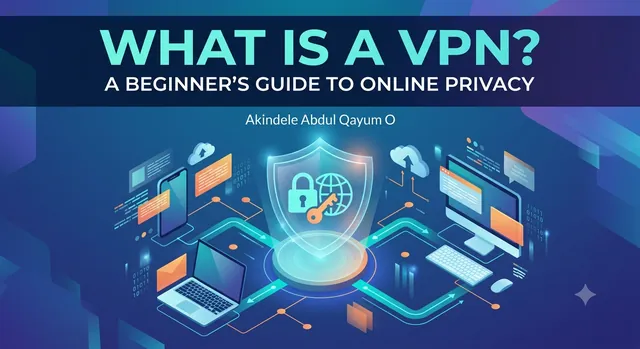 WHAT IS A VPN?
A BEGINNER'S GUIDE TO ONLINE PRIVACY
Akindele Abdul Qayum O